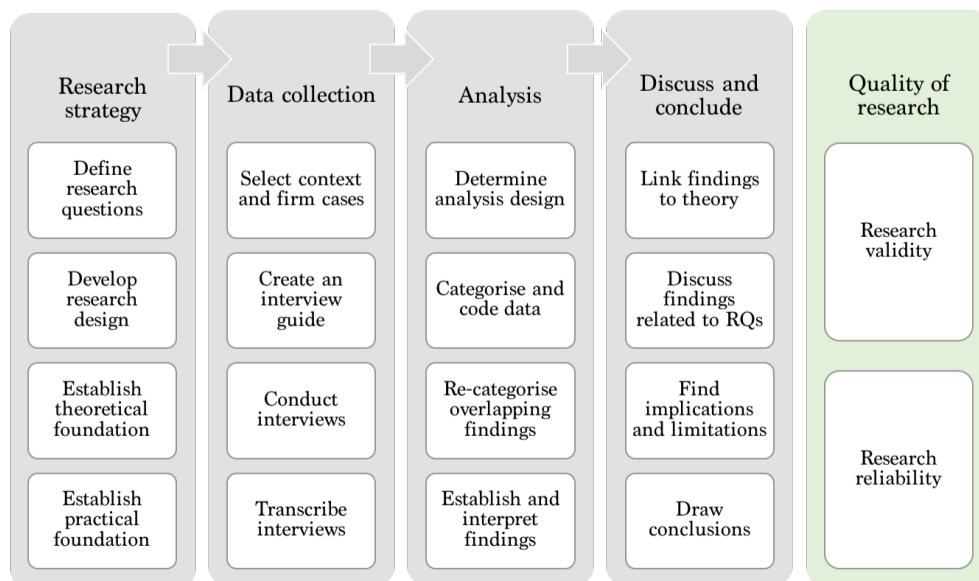 Research
strategy
Define
research
questions
Develop
research
design
Establish
theoretical
foundation
Establish
practical
foundation
Data collection
Select context
and firm cases
Create an
interview
guide
Conduct
interviews
Transcribe
interviews
Analysis
Determine
analysis design
Categorise and
code data
Re-categorise
overlapping
findings
Establish and
interpret
findings
Discuss and
conclude
Link findings
to theory
Discuss
findings
related to RQs
Find
implications
and limitations
Draw
conclusions
Quality of
research
Research
validity
Research
reliability